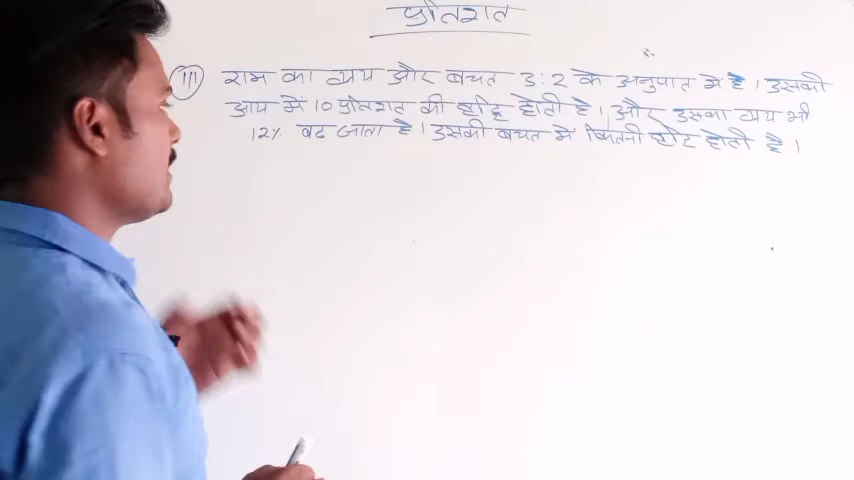 प्रतिशत
111 राम का व्यय और बचत 3:2 के अनुपात में है। उसकी
आय में 10 प्रतिशत की वृद्धि होती है। और उसका व्यय भी
12% बढ़ जाता है। उसकी बचत में कितनी वृद्धि होती है।